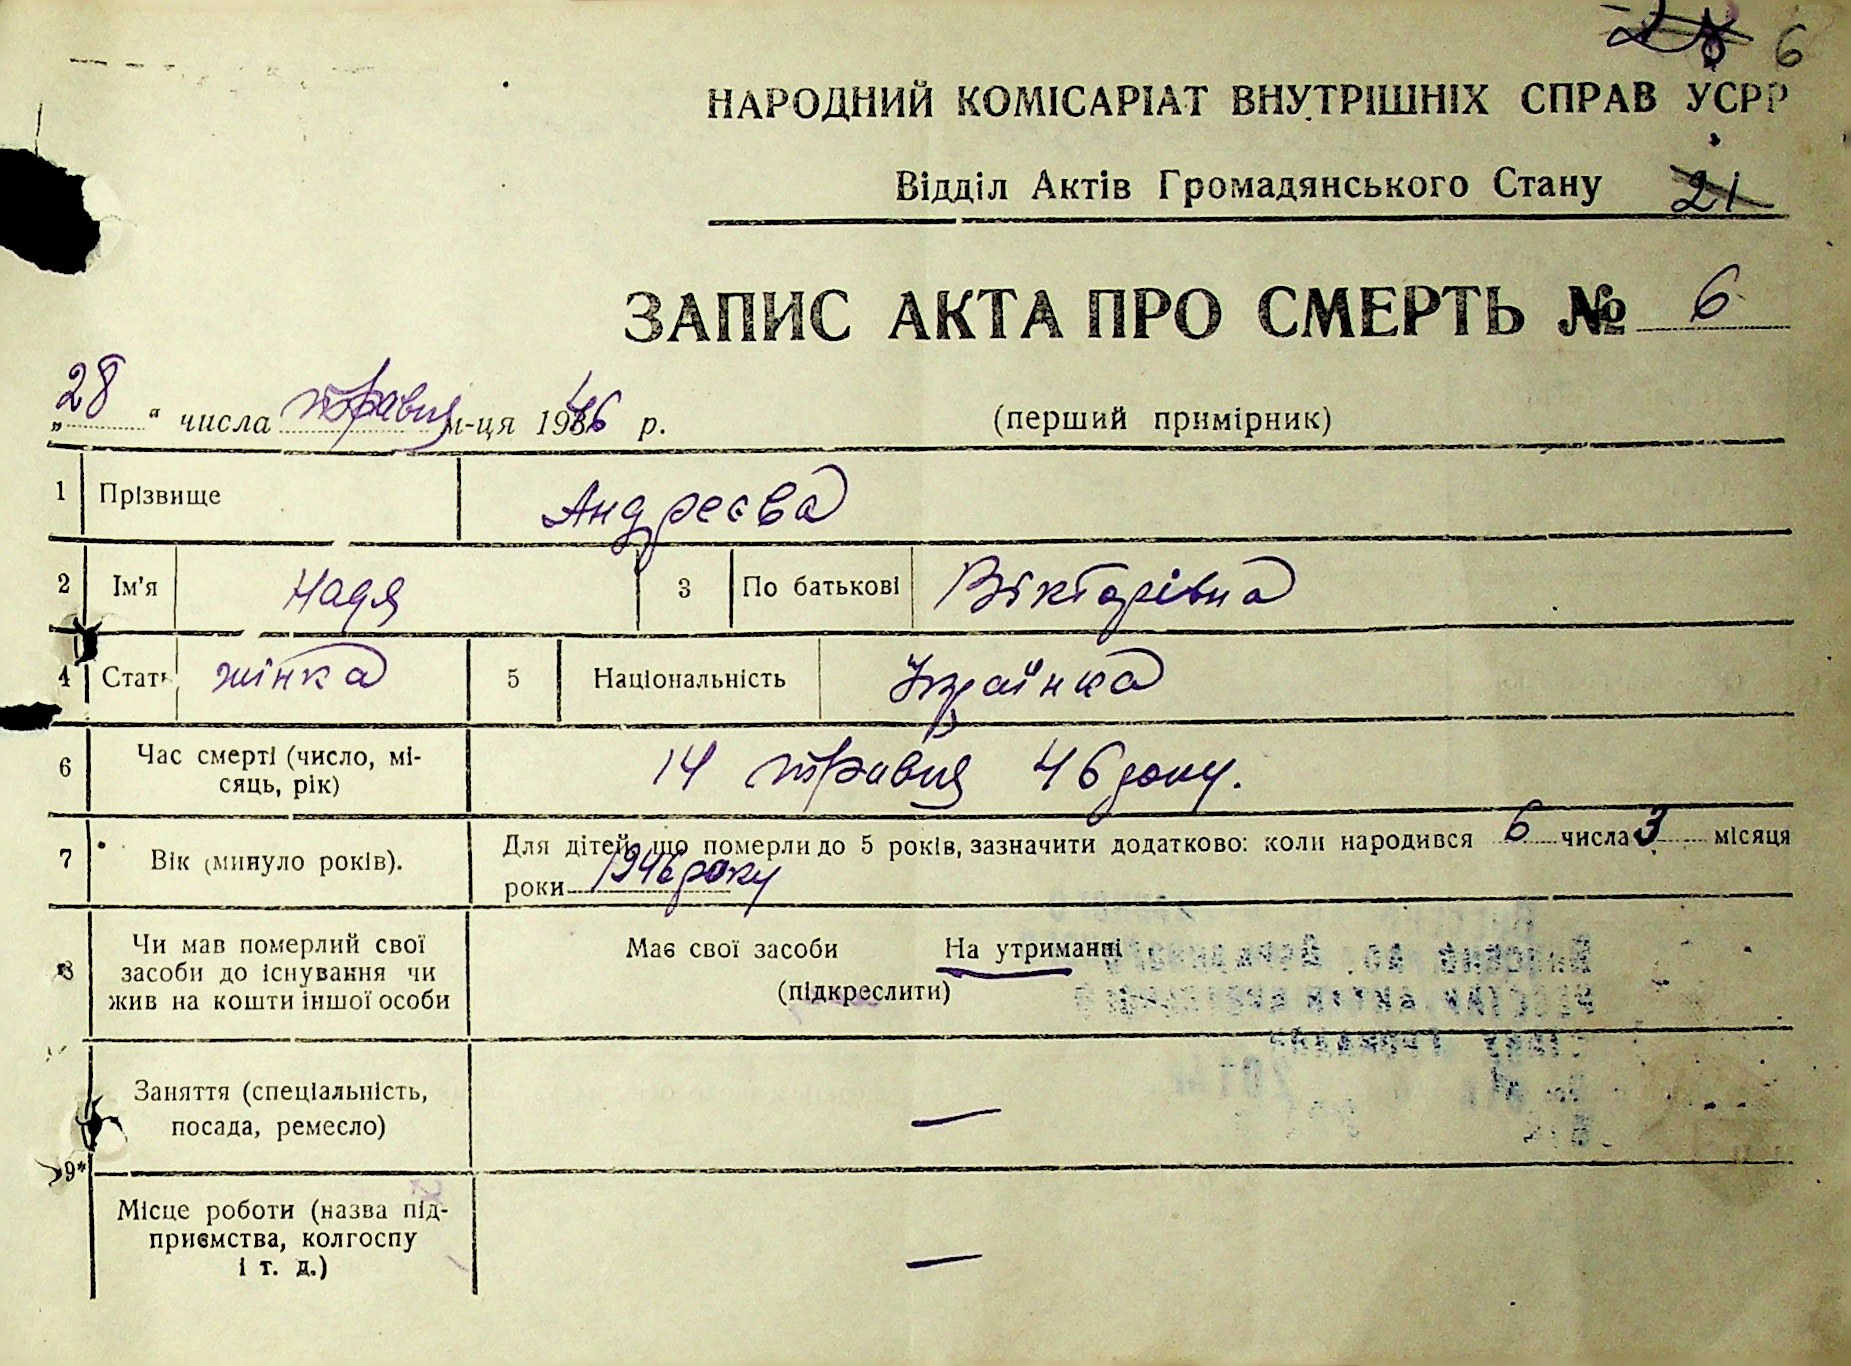 6
НАРОДНИЙ КОМІСАРІАТ ВНУТРІШНІХ СПРАВ УСРР
Відділ Актів Громадянського Стану 21
ЗАПИС АКТА ПРО СМЕРТЬ № 6
„28“ числа травня м-ця 1946 р. (перший примірник)
1 Прізвище Андреєва
2 Ім'я Надя 3 По батькові Вікторівна
4 Стать жінка 5 Національність Українка
6 Час смерті (число, мі-
сяць, рік) 14 травня 46 року.
7 Вік (минуло років). Для дітей, що померли до 5 років, зазначити додатково: коли народився 6 числа 3 місяця
роки 1946 року
8 Чи мав померлий свої
засоби до існування чи
жив на кошти іншої особи
Має свої засоби На утриманні
(підкреслити)
9* Заняття (спеціальність,
посада, ремесло) —
Місце роботи (назва під-
приємства, колгоспу
і т. д.) —